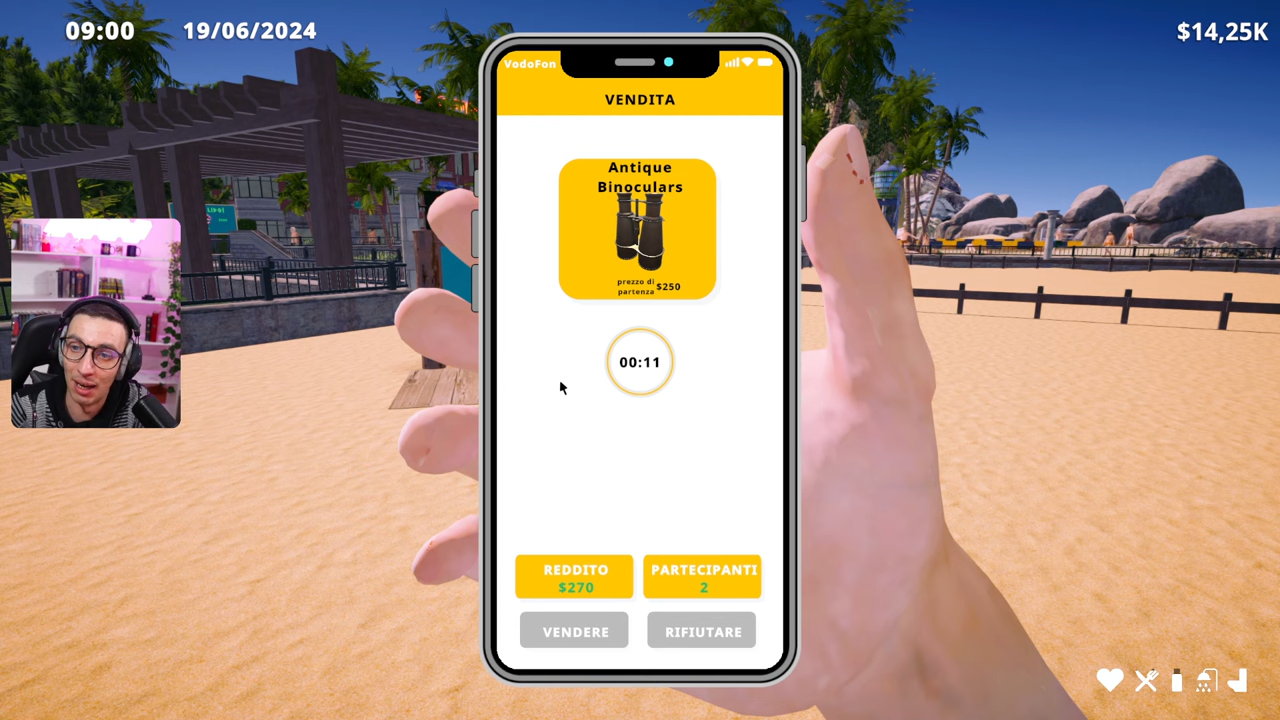 09:00
19/06/2024
$14,25K
VodoFon
VENDITA
Antique
Binoculars
prezzo di
partenza $250
00:11
REDDITO
$270
PARTECIPANTI
2
VENDERE
RIFIUTARE